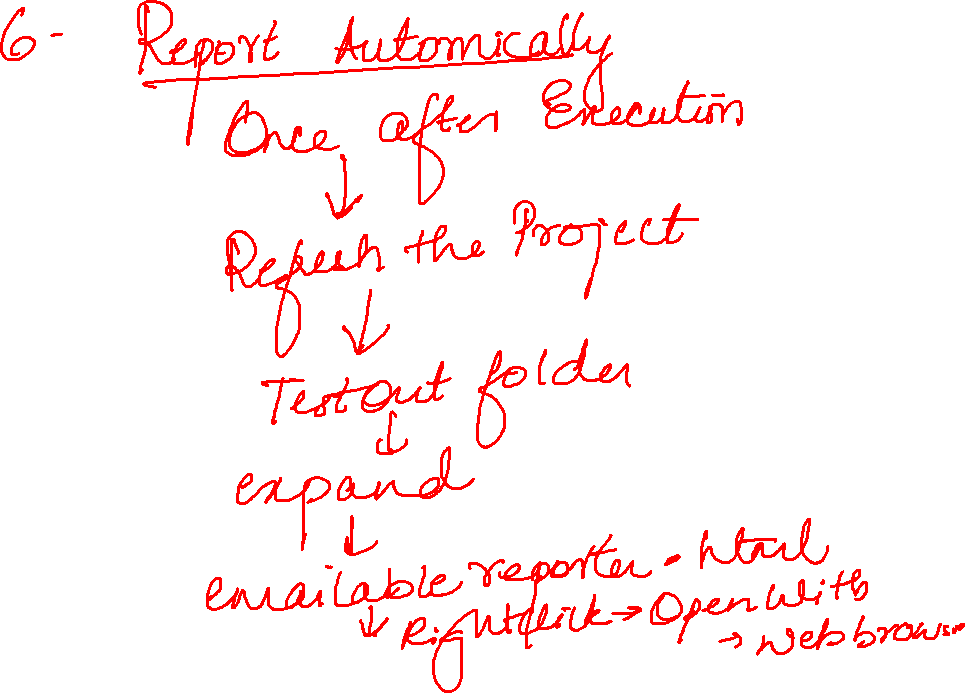 6- Report Automically
Once after Execution
↓
Refresh the Project
↓
TestOut folder
↓
expand
↓
emailable reporter.html
↓ Rightclick → Open With
→ Web browser